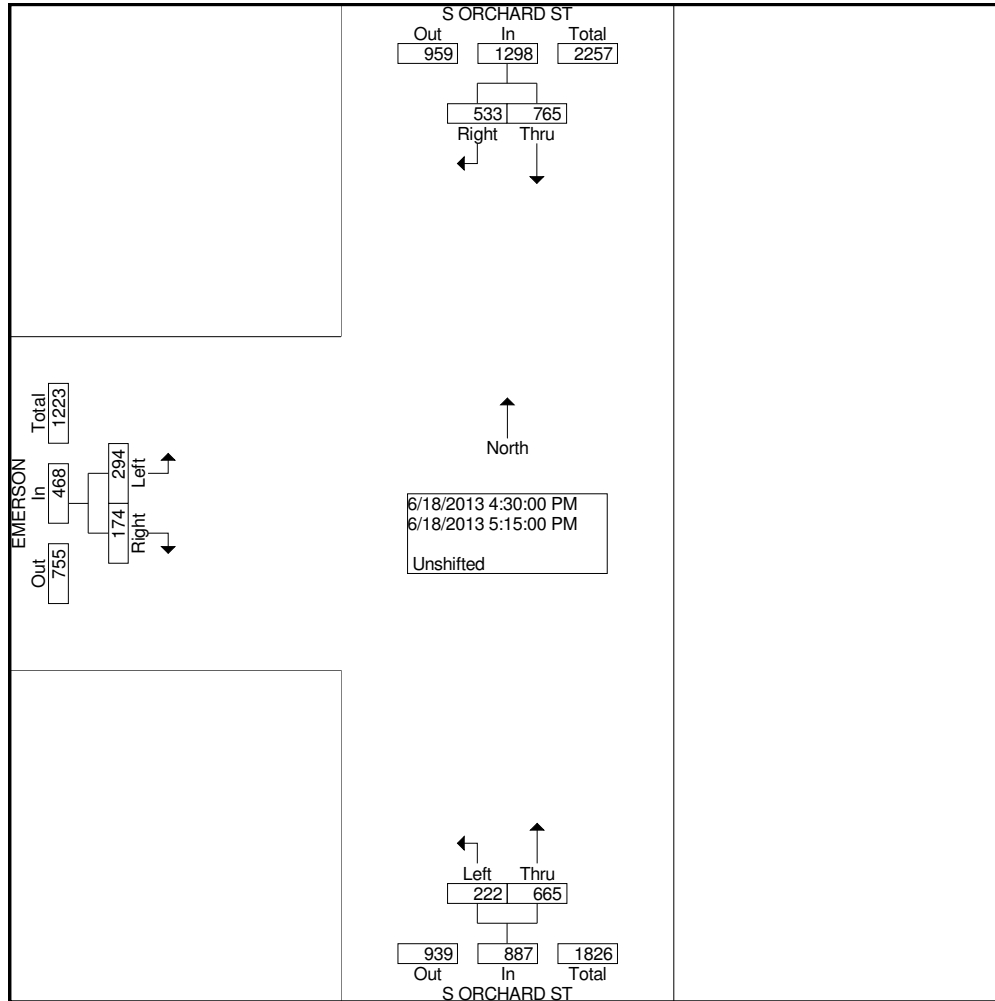 S ORCHARD ST
Out In Total
959 1298 2257
533 765
Right Thru
EMERSON
Total In Out
1223 468 755
294 174
Left Right
North
6/18/2013 4:30:00 PM
6/18/2013 5:15:00 PM
Unshifted
Left Thru
222 665
939 887 1826
Out In Total
S ORCHARD ST